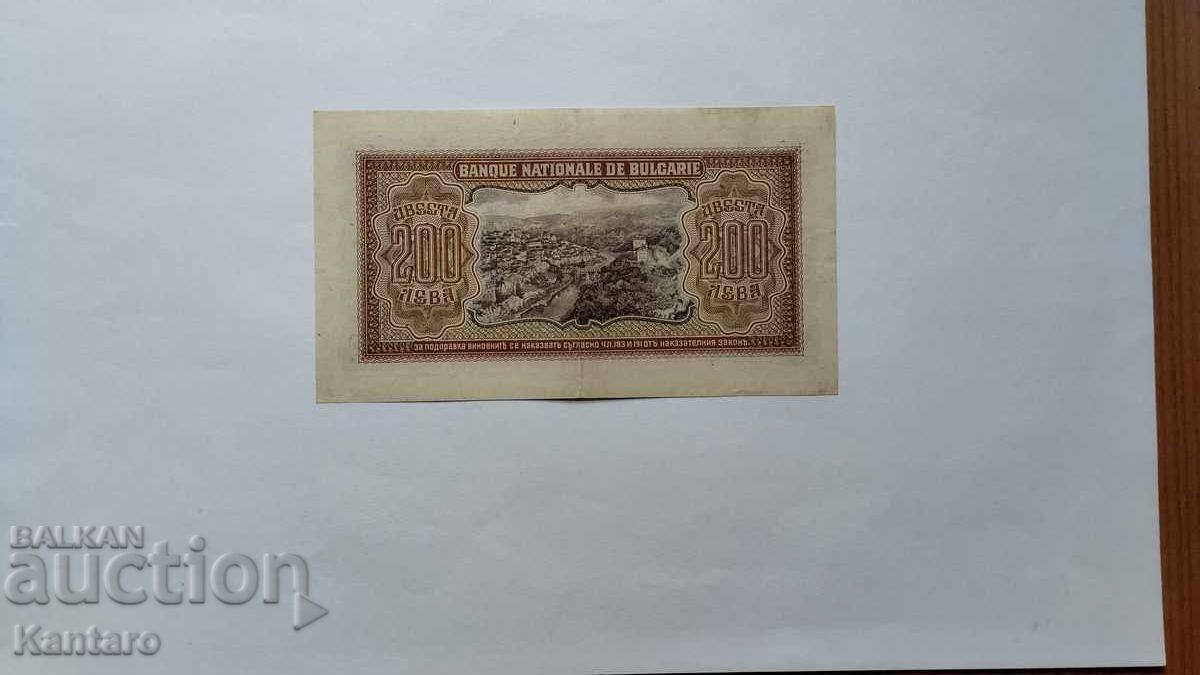 BANQUE NATIONALE DE BULGARIE
ДВЕСТА
200
ЛЕВА
ДВЕСТА
200
ЛЕВА
ЗА ПОДПРАВКА ВИНОВНИТѢ СЕ НАКАЗВАТЪ СЪГЛАСНО ЧЛ. 183 И 191 ОТЪ НАКАЗАТЕЛНИЯ ЗАКОНЪ.
BALKAN
auction
Kantaro